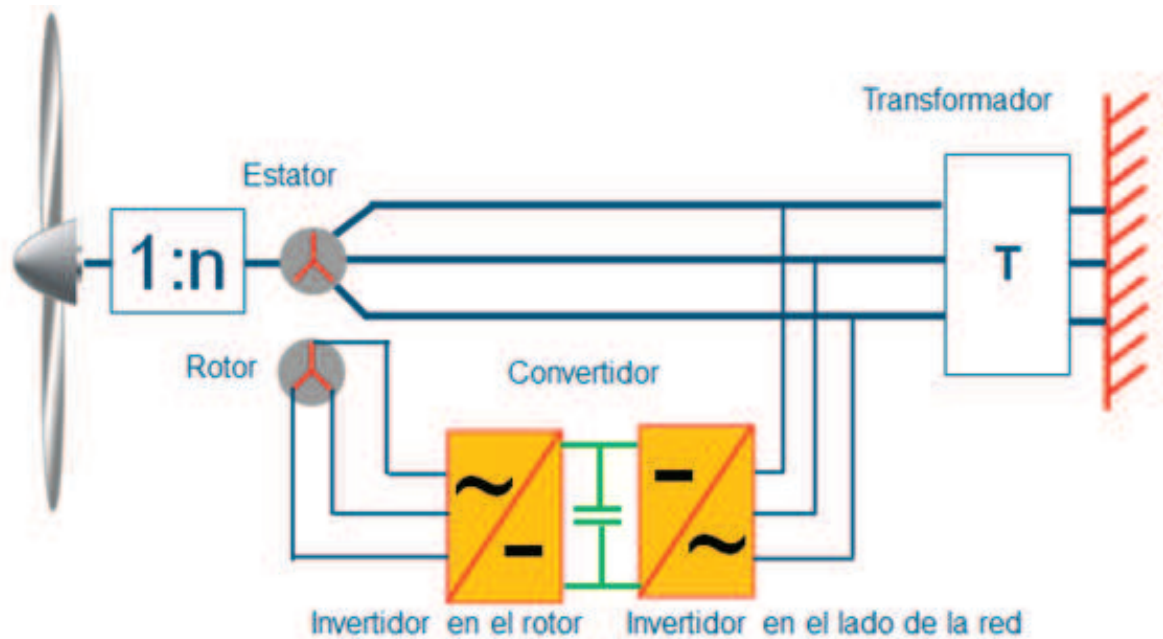 Transformador
Estator
1:n
T
Rotor
Convertidor
Invertidor en el rotor
Invertidor en el lado de la red